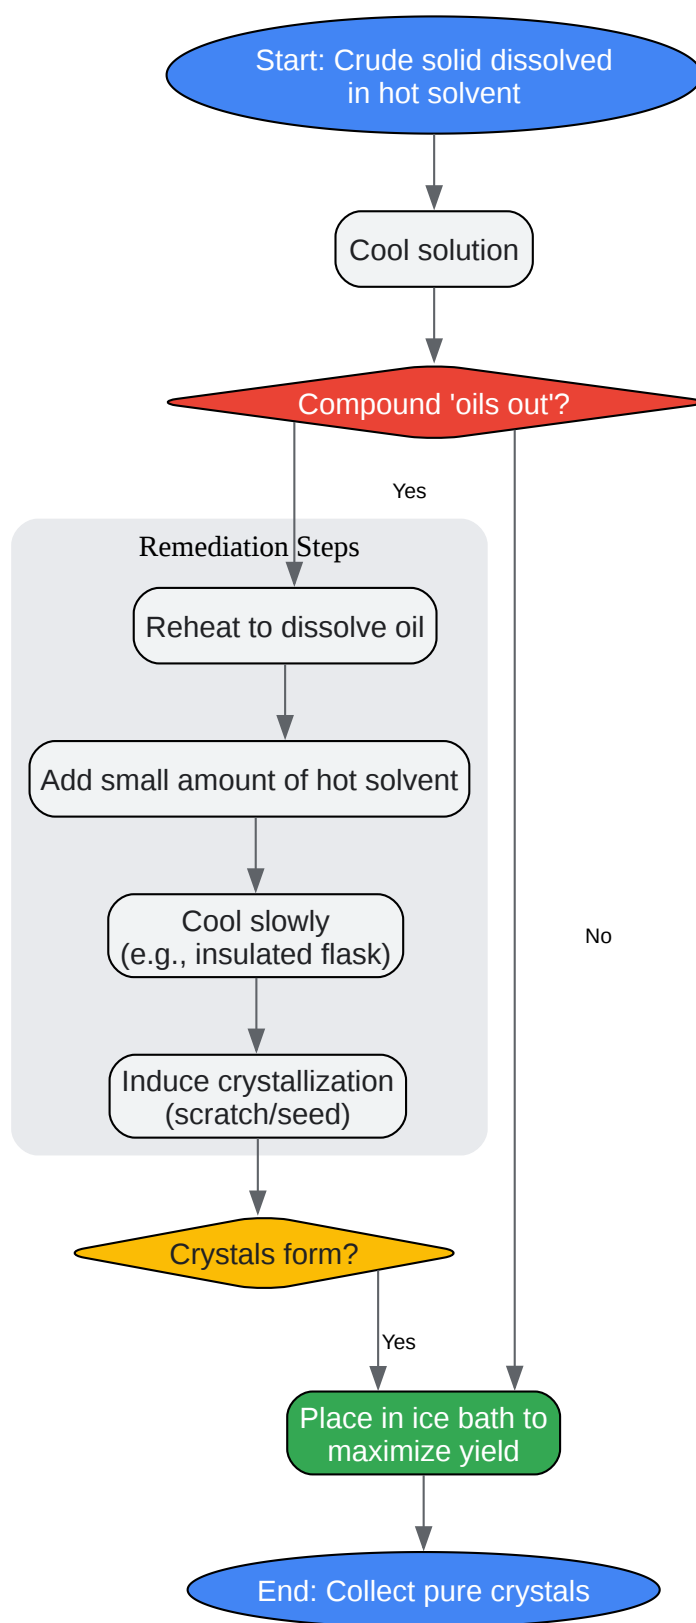 Start: Crude solid dissolved
in hot solvent
Cool solution
Compound 'oils out'?
Yes
Remediation Steps
Reheat to dissolve oil
Add small amount of hot solvent
Cool slowly
(e.g., insulated flask)
No
Induce crystallization
(scratch/seed)
Crystals form?
Yes
Place in ice bath to
maximize yield
End: Collect pure crystals